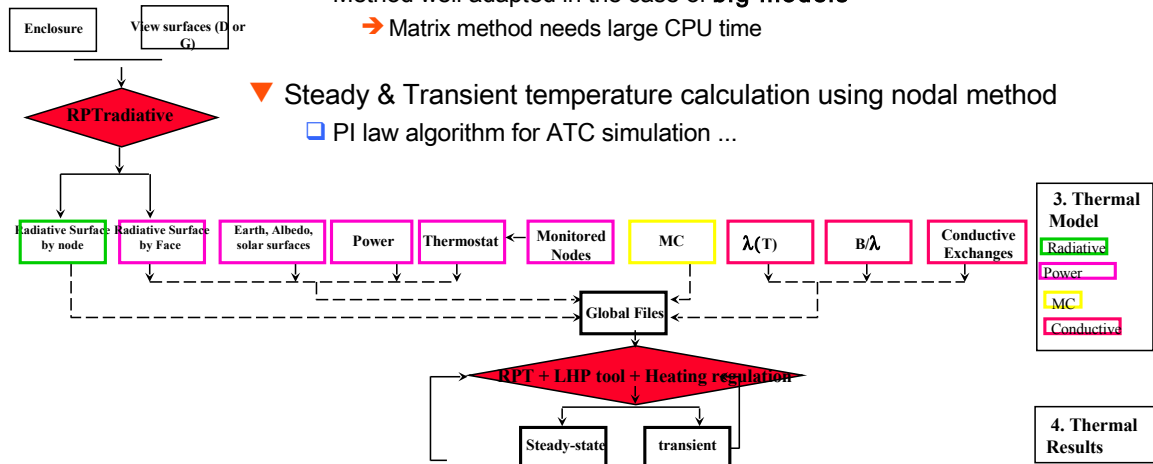 Method well adapted in the case of big models
Matrix method needs large CPU time
Enclosure
View surfaces (D or
G)
Steady & Transient temperature calculation using nodal method
PI law algorithm for ATC simulation ...
RPTradiative
Radiative Surface
by node
Radiative Surface
by Face
Earth, Albedo,
solar surfaces
Power
Thermostat
Monitored
Nodes
MC
λ(T)
B/λ
Conductive
Exchanges
3. Thermal
Model
Radiative
Power
MC
Conductive
Global Files
RPT + LHP tool + Heating regulation
Steady-state
transient
4. Thermal
Results